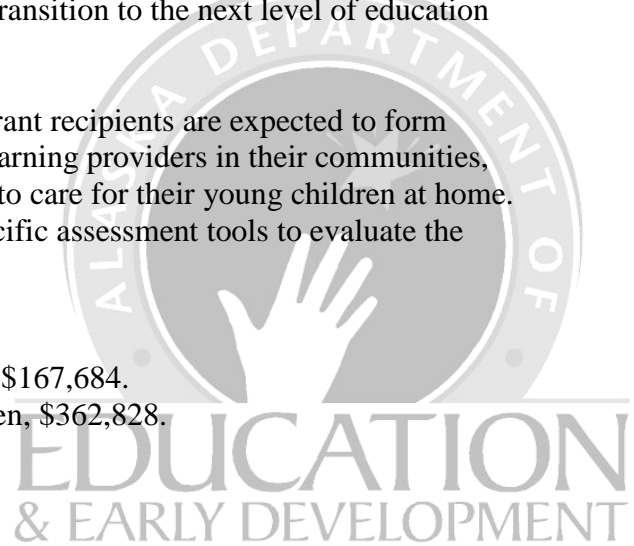 ransition to the next level of education
rant recipients are expected to form
arning providers in their communities,
to care for their young children at home.
cific assessment tools to evaluate the
$167,684.
en, $362,828.
ALASKA DEPARTMENT OF
EDUCATION
& EARLY DEVELOPMENT